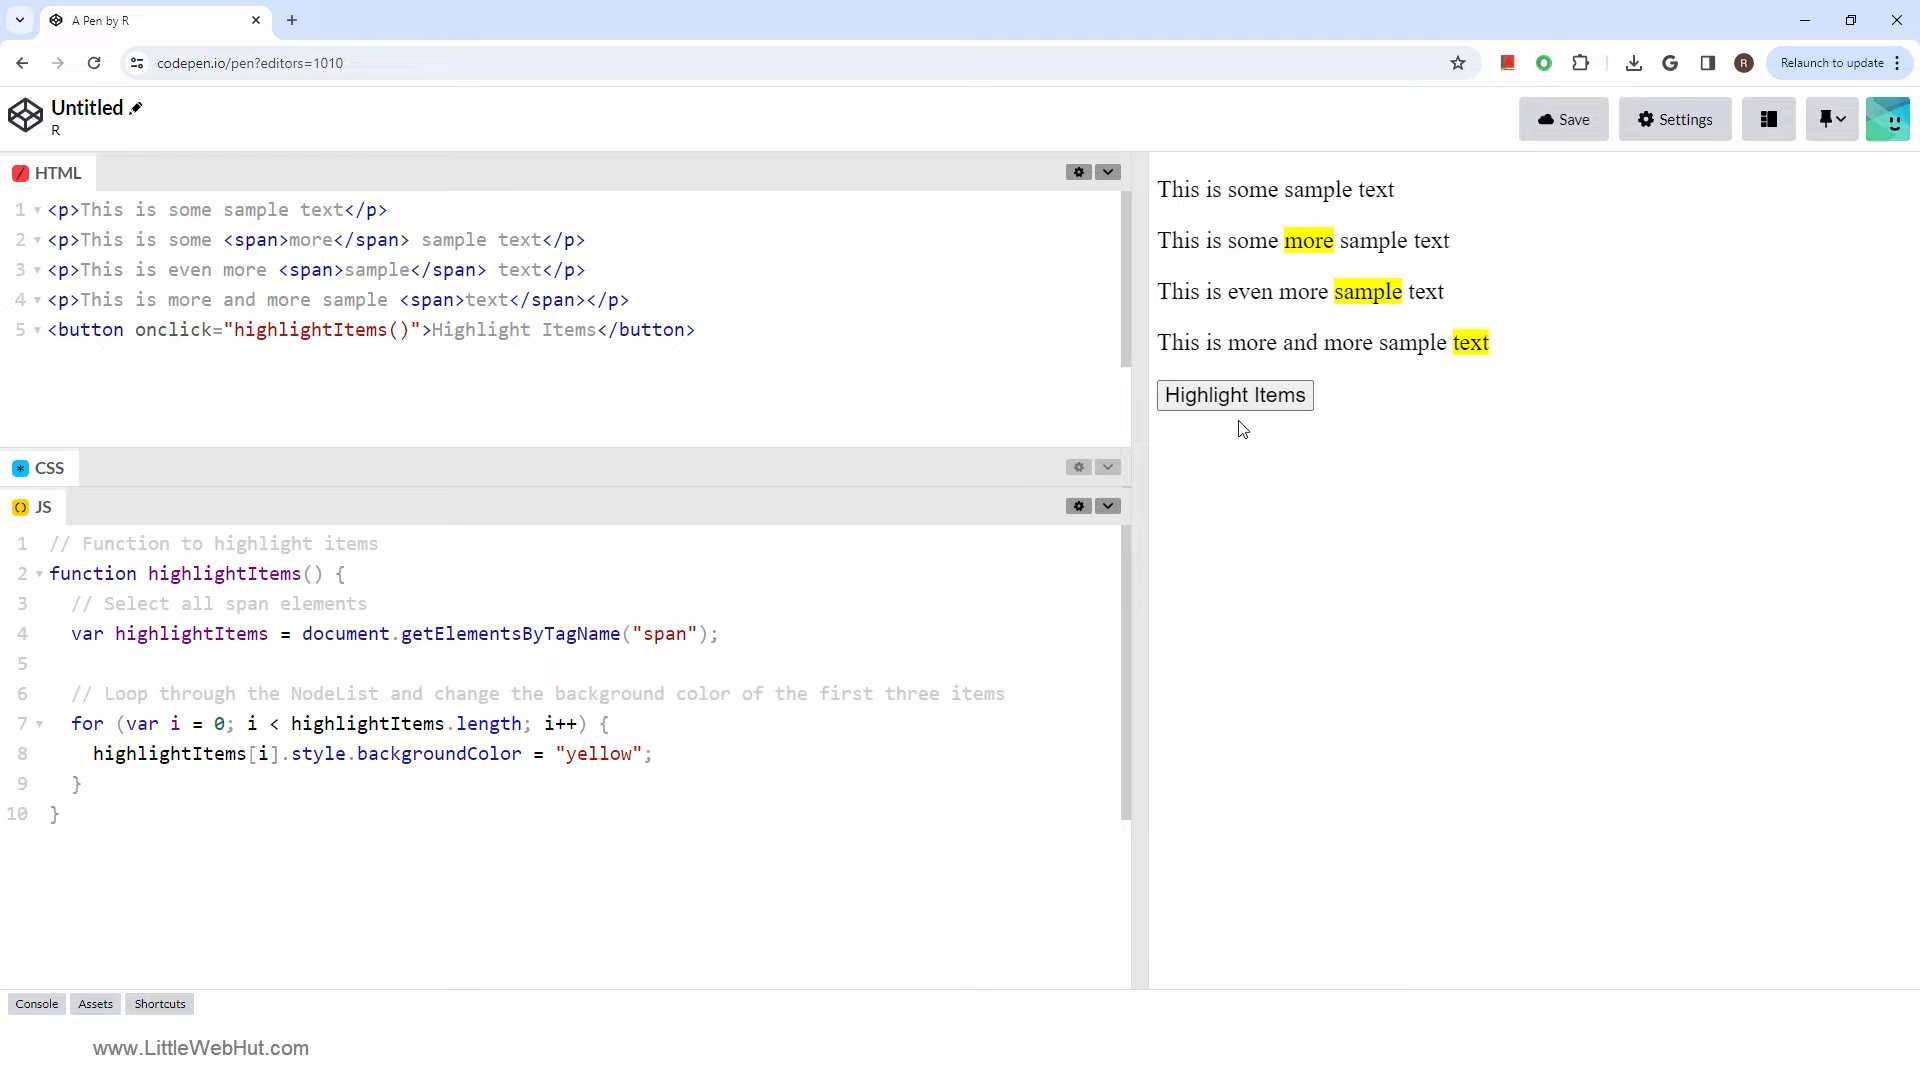 A Pen by R
codepen.io/pen?editors=1010
R
Relaunch to update
Untitled
R
Save
Settings
HTML
1 <p>This is some sample text</p>
2 <p>This is some <span>more</span> sample text</p>
3 <p>This is even more <span>sample</span> text</p>
4 <p>This is more and more sample <span>text</span></p>
5 <button onclick="highlightItems()">Highlight Items</button>
CSS
JS
1 // Function to highlight items
2 function highlightItems() {
3   // Select all span elements
4   var highlightItems = document.getElementsByTagName("span");
5
6   // Loop through the NodeList and change the background color of the first three items
7   for (var i = 0; i < highlightItems.length; i++) {
8     highlightItems[i].style.backgroundColor = "yellow";
9   }
10 }
This is some sample text
This is some more sample text
This is even more sample text
This is more and more sample text
Highlight Items
Console Assets Shortcuts
www.LittleWebHut.com